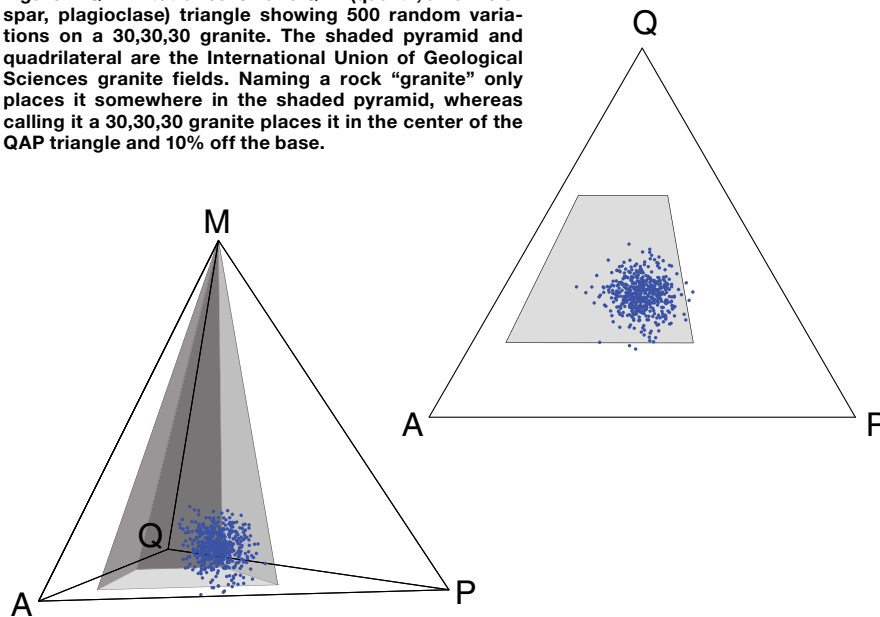 spar, plagioclase) triangle showing 500 random varia-
tions on a 30,30,30 granite. The shaded pyramid and
quadrilateral are the International Union of Geological
Sciences granite fields. Naming a rock “granite” only
places it somewhere in the shaded pyramid, whereas
calling it a 30,30,30 granite places it in the center of the
QAP triangle and 10% off the base.
Q
A
M
Q
A
P